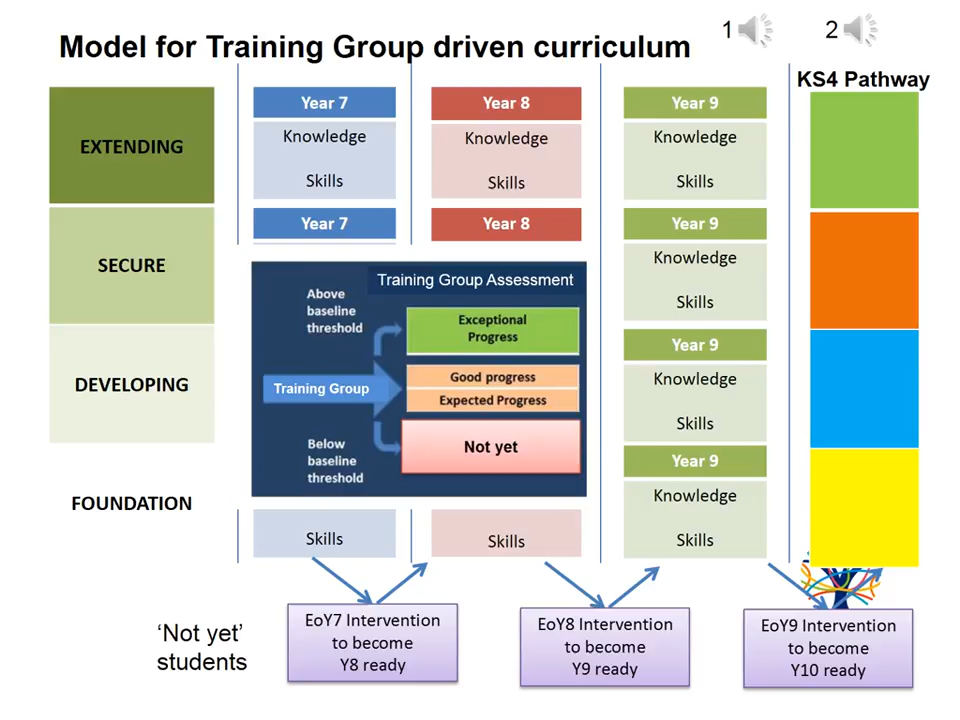 Model for Training Group driven curriculum
1
2
KS4 Pathway
EXTENDING
Year 7
Knowledge
Skills
Year 8
Knowledge
Skills
Year 9
Knowledge
Skills
SECURE
Year 7
Year 8
Year 9
Knowledge
Skills
Training Group Assessment
Above
baseline
threshold
Exceptional
Progress
Training Group
Good progress
Expected Progress
Below
baseline
threshold
Not yet
DEVELOPING
Year 9
Knowledge
Skills
FOUNDATION
Skills
Skills
Year 9
Knowledge
Skills
‘Not yet’
students
EoY7 Intervention
to become
Y8 ready
EoY8 Intervention
to become
Y9 ready
EoY9 Intervention
to become
Y10 ready